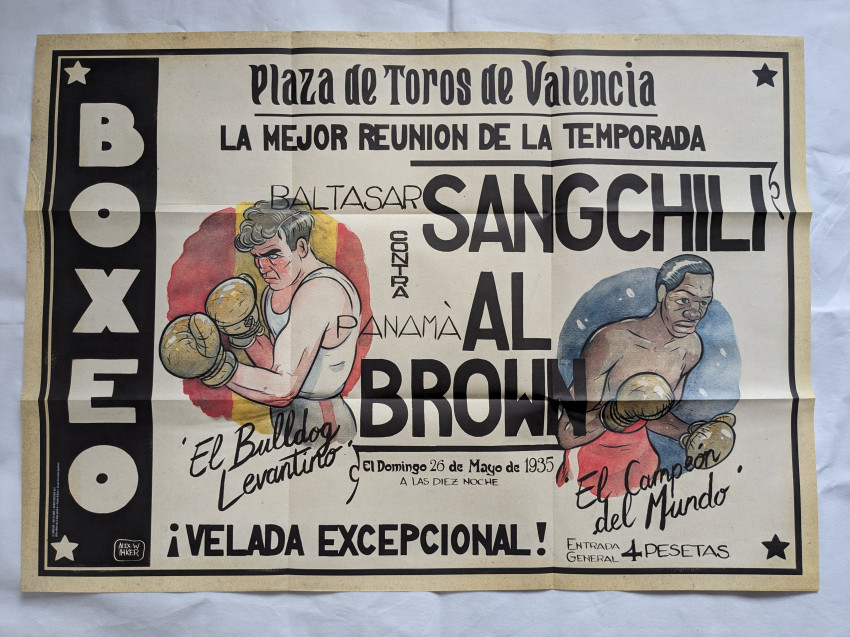 BOXEO
Plaza de Toros de Valencia
LA MEJOR REUNION DE LA TEMPORADA
BALTASAR SANGCHILI
CONTRA
PANAMÀ AL
BROWN
"El Bulldog
Levantino"
El Domingo 26 de Mayo de 1935
A LAS DIEZ NOCHE
"El Campeón
del Mundo"
¡VELADA EXCEPCIONAL!
ENTRADA
GENERAL 4 PESETAS
ALEX W.
INKER